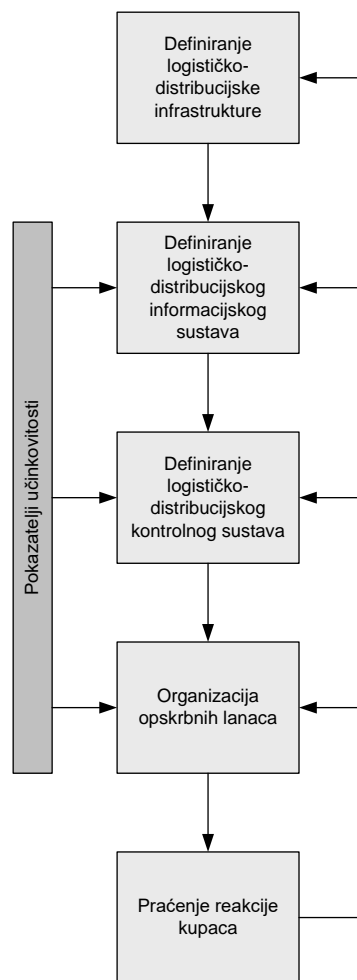 Definiranje
logističko-
distribucijske
infrastrukture
Definiranje
logističko-
distribucijskog
informacijskog
sustava
Pokazatelji učinkovitosti
Definiranje
logističko-
distribucijskog
kontrolnog sustava
Organizacija
opskrbnih lanaca
Praćenje reakcije
kupaca